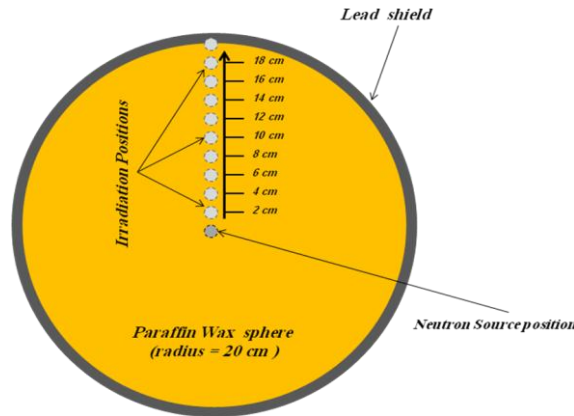 Lead shield
18 cm
16 cm
14 cm
12 cm
10 cm
8 cm
6 cm
4 cm
2 cm
Irradiation Positions
Neutron Source position
Paraffin Wax sphere
(radius = 20 cm )